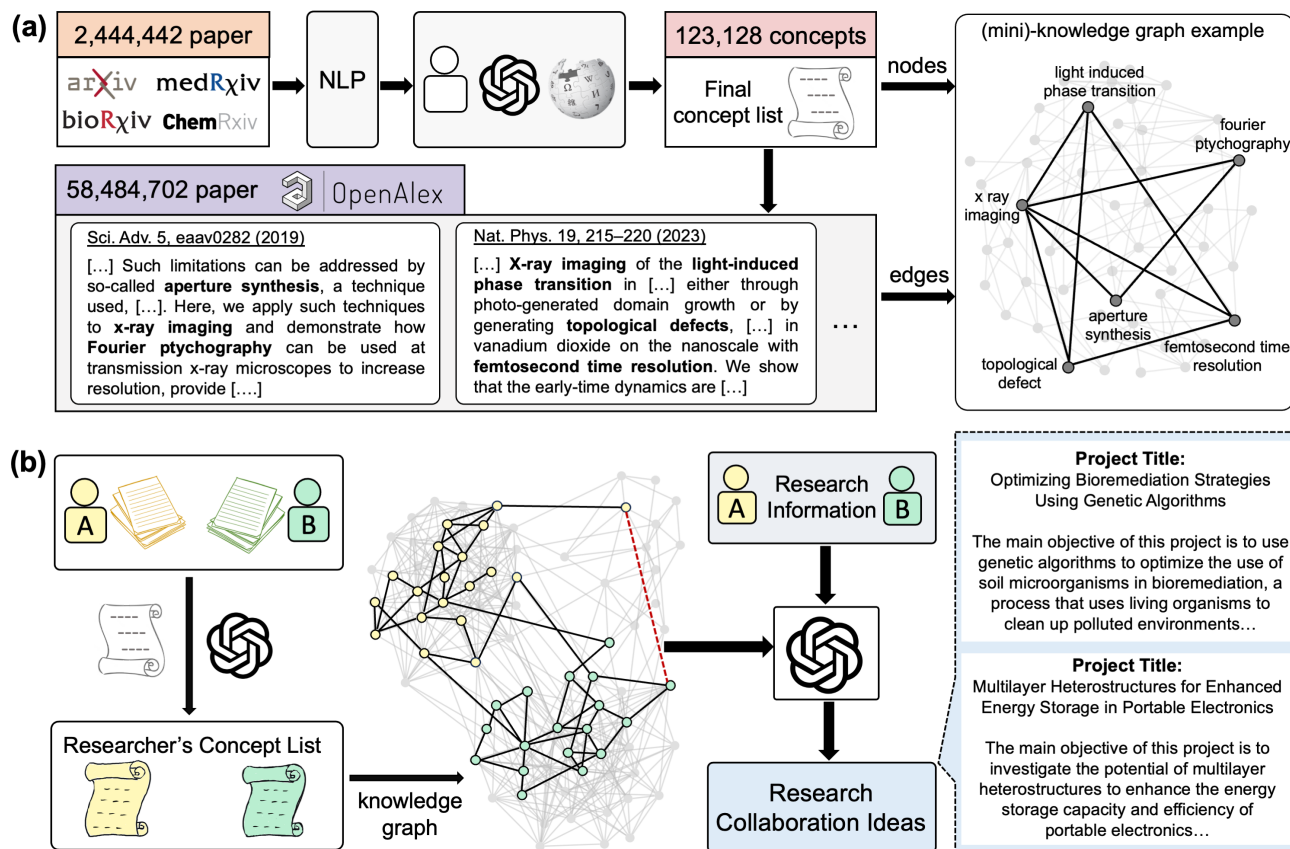 (a)
2,444,442 paper
arXiv
medRχiv
bioRχiv
ChemRxiv
NLP
Ω
W
И
123,128 concepts
Final
concept list
nodes
(mini)-knowledge graph example
light induced
phase transition
fourier
ptychography
x ray
imaging
aperture
synthesis
femtosecond time
resolution
topological
defect
58,484,702 paper
OpenAlex
Sci. Adv. 5, eaav0282 (2019)
[…] Such limitations can be addressed by
so-called aperture synthesis, a technique
used, […]. Here, we apply such techniques
to x-ray imaging and demonstrate how
Fourier ptychography can be used at
transmission x-ray microscopes to increase
resolution, provide [….]
Nat. Phys. 19, 215–220 (2023)
[…] X-ray imaging of the light-induced
phase transition in […] either through
photo-generated domain growth or by
generating topological defects, […] in
vanadium dioxide on the nanoscale with
femtosecond time resolution. We show
that the early-time dynamics are […]
...
edges
(b)
A
B
Researcher's Concept List
knowledge
graph
A
Research
Information
B
Research
Collaboration Ideas
Project Title:
Optimizing Bioremediation Strategies
Using Genetic Algorithms
The main objective of this project is to use
genetic algorithms to optimize the use of
soil microorganisms in bioremediation, a
process that uses living organisms to
clean up polluted environments…
Project Title:
Multilayer Heterostructures for Enhanced
Energy Storage in Portable Electronics
The main objective of this project is to
investigate the potential of multilayer
heterostructures to enhance the energy
storage capacity and efficiency of
portable electronics…